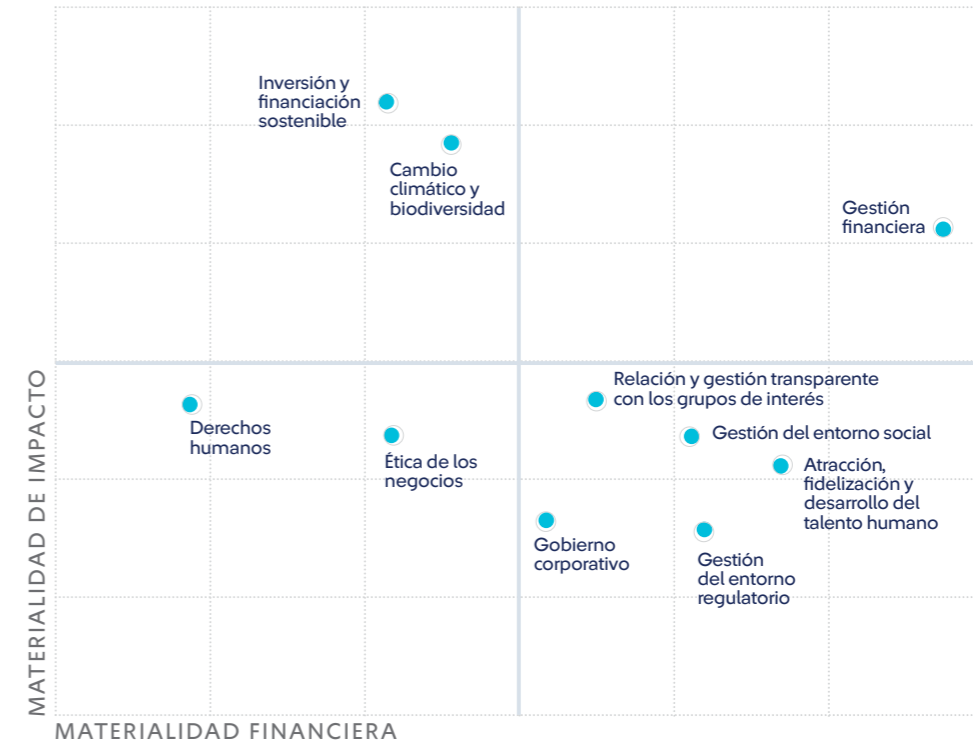 Inversión y
financiación
sostenible
Cambio
climático y
biodiversidad
Gestión
financiera
Relación y gestión transparente
con los grupos de interés
Derechos
humanos
Gestión del entorno social
Ética de los
negocios
Atracción,
fidelización y
desarrollo del
talento humano
Gobierno
corporativo
Gestión
del entorno
regulatorio
MATERIALIDAD DE IMPACTO
MATERIALIDAD FINANCIERA